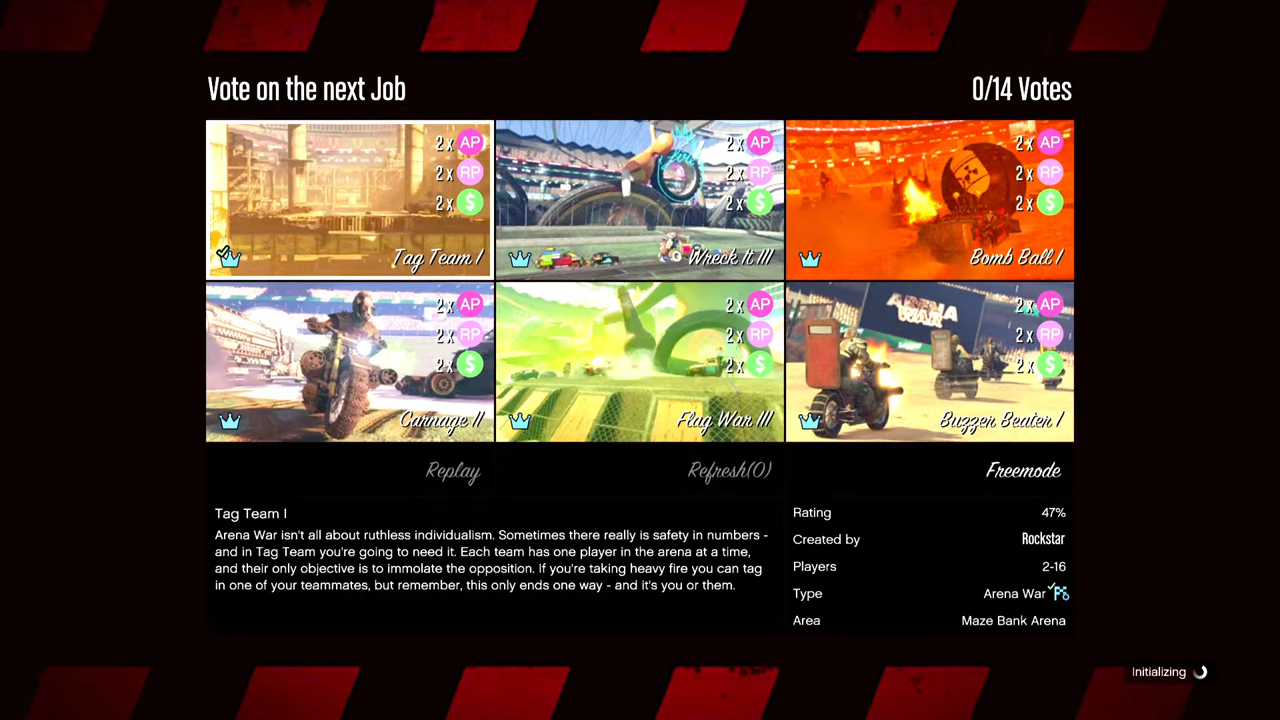 Vote on the next Job
0/14 Votes
2 x AP
2 x RP
2 x $
Tag Team I
2 x AP
2 x RP
2 x $
Wreck It III
2 x AP
2 x RP
2 x $
Bomb Ball I
2 x AP
2 x RP
2 x $
Carnage II
2 x AP
2 x RP
2 x $
Flag War III
ARENA
WAR
2 x AP
2 x RP
2 x $
Buzzer Beater I
Replay
Refresh(0)
Freemode
Tag Team I
Arena War isn't all about ruthless individualism. Sometimes there really is safety in numbers -
and in Tag Team you're going to need it. Each team has one player in the arena at a time,
and their only objective is to immolate the opposition. If you're taking heavy fire you can tag
in one of your teammates, but remember, this only ends one way - and it's you or them.
Rating 47%
Created by Rockstar
Players 2-16
Type Arena War
Area Maze Bank Arena
Initializing